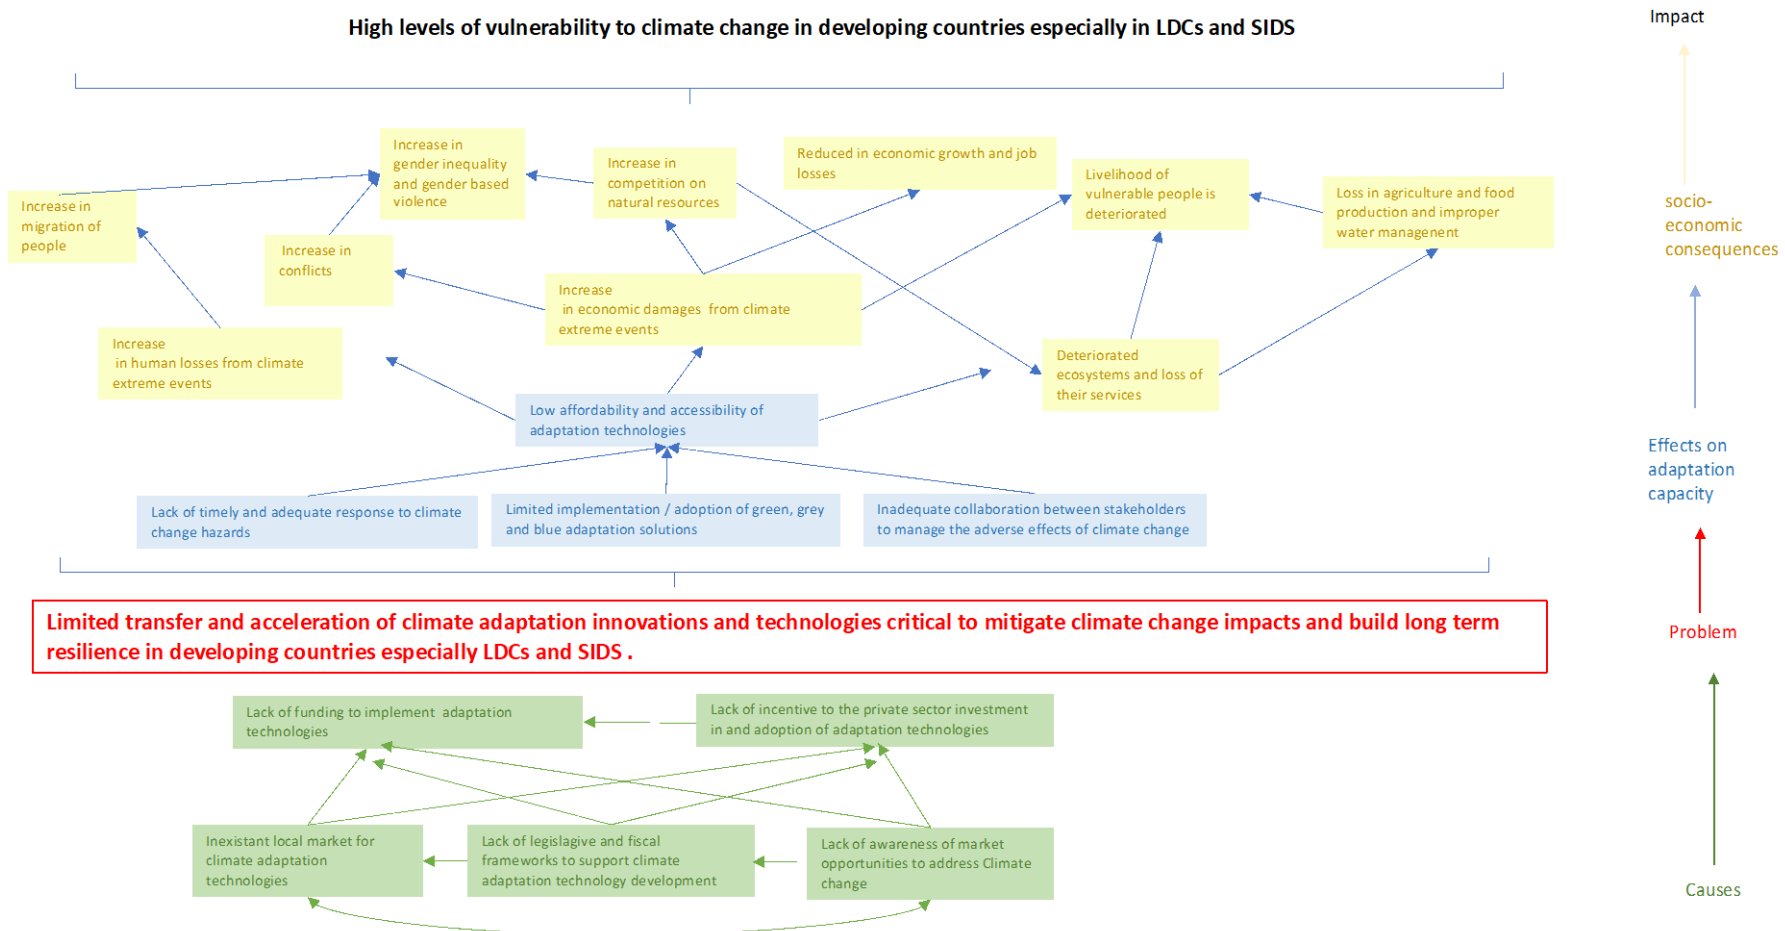 High levels of vulnerability to climate change in developing countries especially in LDCs and SIDS
Impact
Increase in
gender inequality
and gender based
violence
Increase in
competition on
natural resources
Reduced in economic growth and job
losses
Livelihood of
vulnerable people is
deteriorated
Loss in agriculture and food
production and improper
water managenent
Increase in
migration of
people
socio-
economic
consequences
Increase in
conflicts
Increase
in economic damages from climate
extreme events
Increase
in human losses from climate
extreme events
Deteriorated
ecosystems and loss of
their services
Low affordability and accessibility of
adaptation technologies
Effects on
adaptation
capacity
Lack of timely and adequate response to climate
change hazards
Limited implementation / adoption of green, grey
and blue adaptation solutions
Inadequate collaboration between stakeholders
to manage the adverse effects of climate change
Limited transfer and acceleration of climate adaptation innovations and technologies critical to mitigate climate change impacts and build long term
resilience in developing countries especially LDCs and SIDS .
Problem
Lack of funding to implement adaptation
technologies
Lack of incentive to the private sector investment
in and adoption of adaptation technologies
Inexistant local market for
climate adaptation
technologies
Lack of legislagive and fiscal
frameworks to support climate
adaptation technology development
Lack of awareness of market
opportunities to address Climate
change
Causes